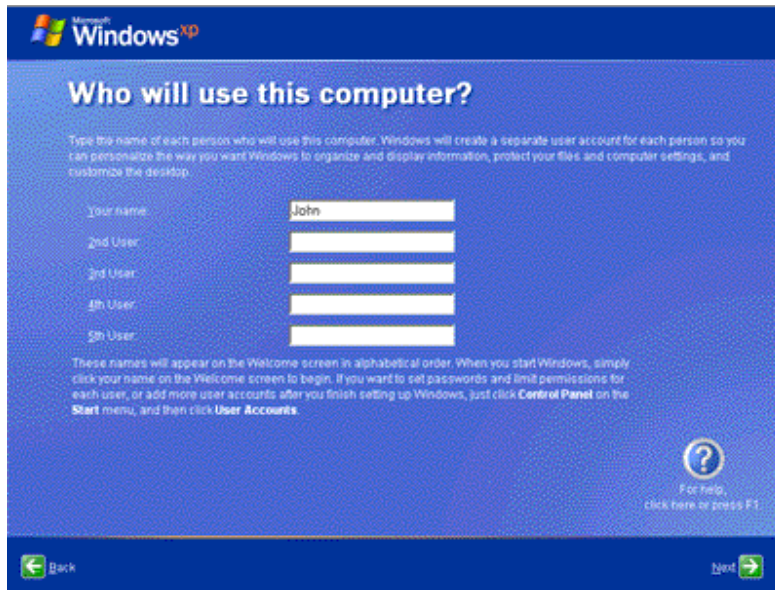 Microsoft
Windows xp
Who will use this computer?
Type the name of each person who will use this computer. Windows will create a separate user account for each person so you
can personalize the way you want Windows to organize and display information, protect your files and computer settings, and
customize the desktop.
Your name:
John
2nd User:
3rd User:
4th User:
5th User:
These names will appear on the Welcome screen in alphabetical order. When you start Windows, simply
click your name on the Welcome screen to begin. If you want to set passwords and limit permissions for
each user, or add more user accounts after you finish setting up Windows, just click Control Panel on the
Start menu, and then click User Accounts.
?
For help,
click here or press F1
Back
Next